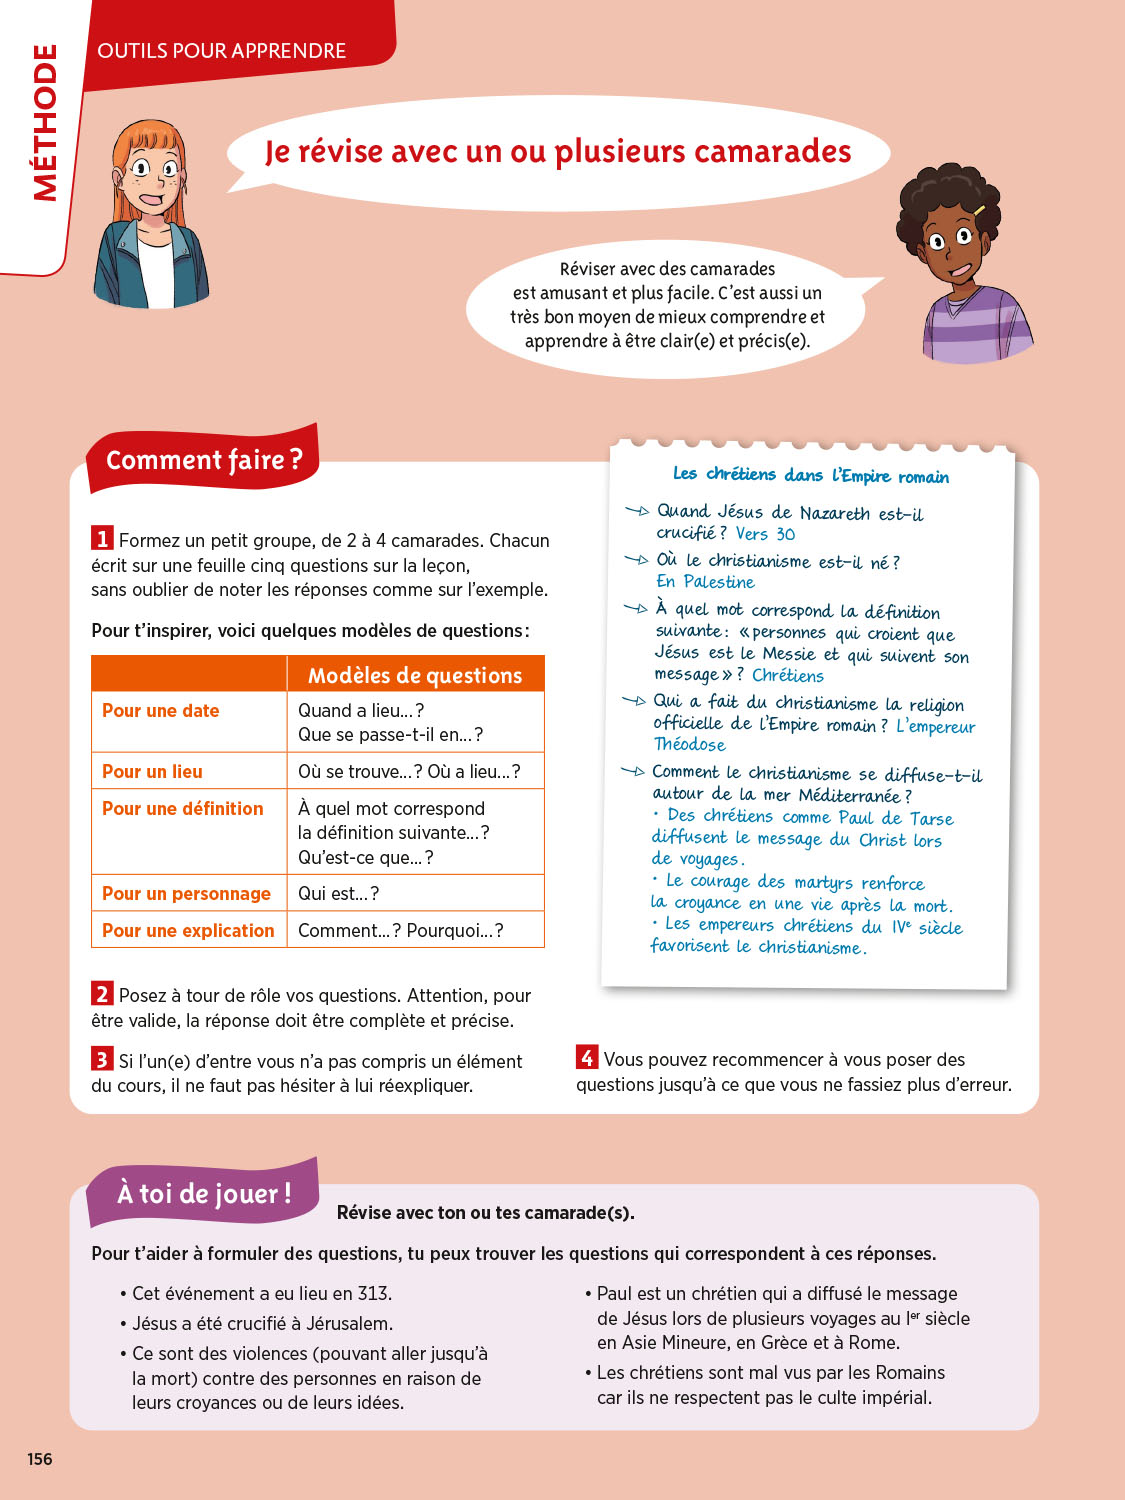 MÉTHODE
OUTILS POUR APPRENDRE
Je révise avec un ou plusieurs camarades
Réviser avec des camarades
est amusant et plus facile. C'est aussi un
très bon moyen de mieux comprendre et
apprendre à être clair(e) et précis(e).
Comment faire ?
1 Formez un petit groupe, de 2 à 4 camarades. Chacun
écrit sur une feuille cinq questions sur la leçon,
sans oublier de noter les réponses comme sur l'exemple.
Pour t'inspirer, voici quelques modèles de questions :
Modèles de questions
Pour une date
Quand a lieu... ?
Que se passe-t-il en... ?
Pour un lieu
Où se trouve... ? Où a lieu... ?
Pour une définition
À quel mot correspond
la définition suivante... ?
Qu'est-ce que... ?
Pour un personnage
Qui est... ?
Pour une explication
Comment... ? Pourquoi... ?
2 Posez à tour de rôle vos questions. Attention, pour
être valide, la réponse doit être complète et précise.
3 Si l'un(e) d'entre vous n'a pas compris un élément
du cours, il ne faut pas hésiter à lui réexpliquer.
Les chrétiens dans l'Empire romain
Quand Jésus de Nazareth est-il
crucifié ? Vers 30
Où le christianisme est-il né ?
En Palestine
À quel mot correspond la définition
suivante : « personnes qui croient que
Jésus est le Messie et qui suivent son
message » ? Chrétiens
Qui a fait du christianisme la religion
officielle de l'Empire romain ? L'empereur
Théodose
Comment le christianisme se diffuse-t-il
autour de la mer Méditerranée ?
• Des chrétiens comme Paul de Tarse
diffusent le message du Christ lors
de voyages.
• Le courage des martyrs renforce
la croyance en une vie après la mort.
• Les empereurs chrétiens du IVe siècle
favorisent le christianisme.
4 Vous pouvez recommencer à vous poser des
questions jusqu'à ce que vous ne fassiez plus d'erreur.
À toi de jouer !
Révise avec ton ou tes camarade(s).
Pour t'aider à formuler des questions, tu peux trouver les questions qui correspondent à ces réponses.
• Cet événement a eu lieu en 313.
• Jésus a été crucifié à Jérusalem.
• Ce sont des violences (pouvant aller jusqu'à
la mort) contre des personnes en raison de
leurs croyances ou de leurs idées.
• Paul est un chrétien qui a diffusé le message
de Jésus lors de plusieurs voyages au Ier siècle
en Asie Mineure, en Grèce et à Rome.
• Les chrétiens sont mal vus par les Romains
car ils ne respectent pas le culte impérial.
156